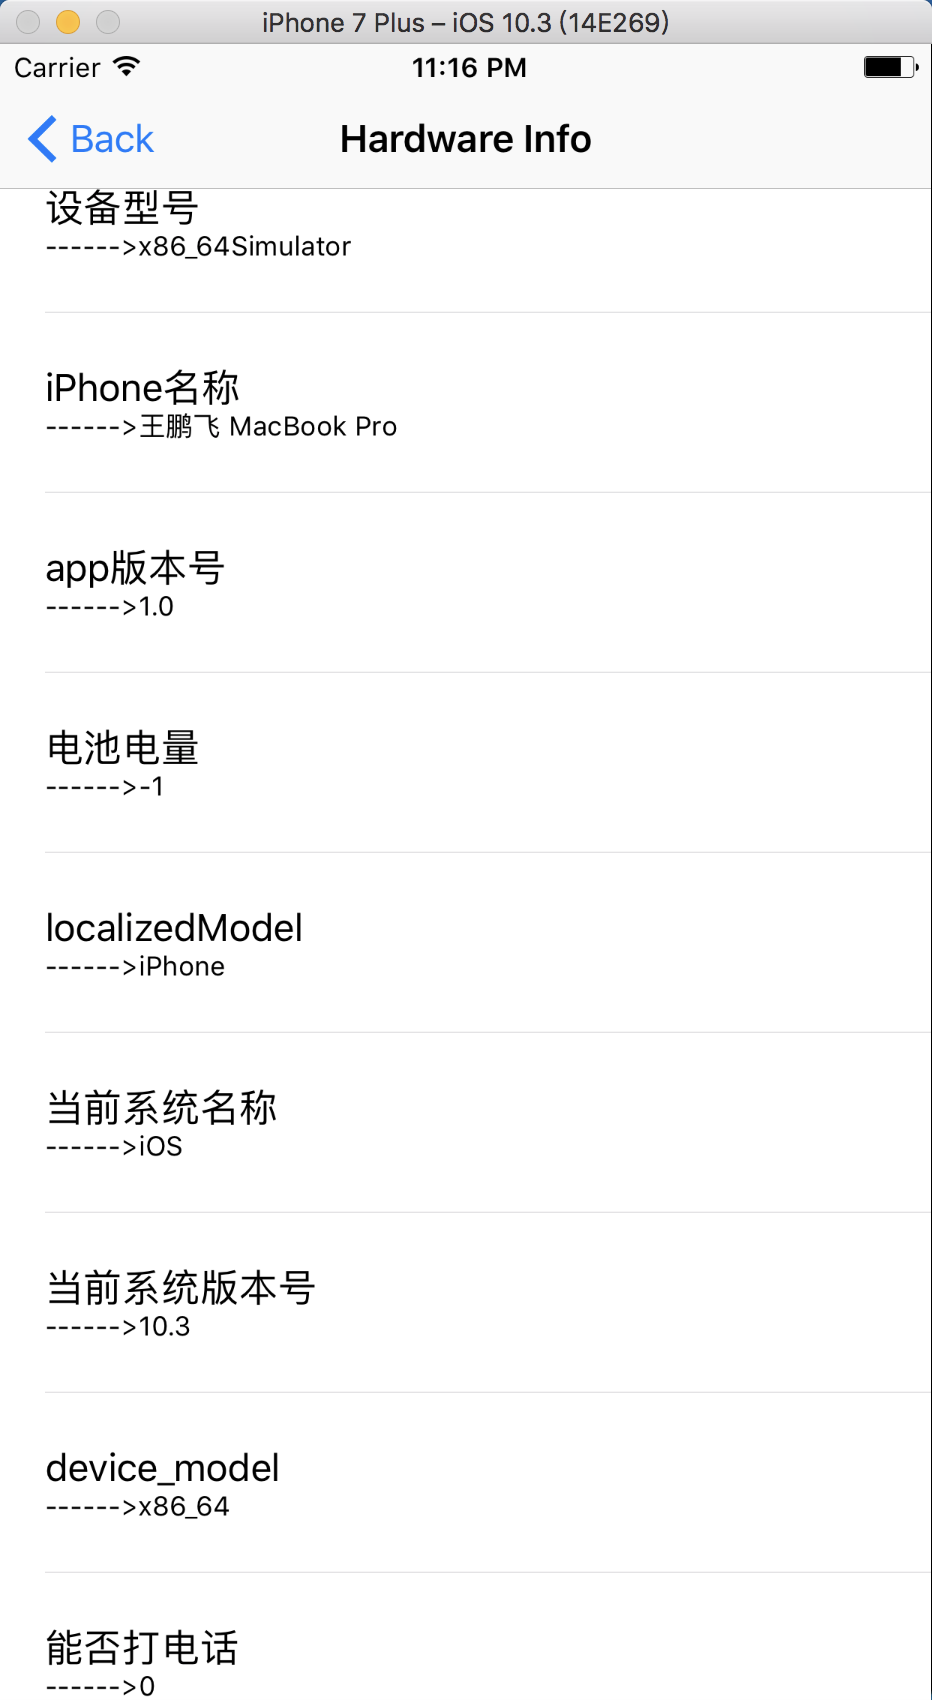 iPhone 7 Plus – iOS 10.3 (14E269)
Carrier 11:16 PM
Back Hardware Info
设备型号
------>x86_64Simulator
iPhone名称
------>王鹏飞 MacBook Pro
app版本号
------>1.0
电池电量
------>-1
localizedModel
------>iPhone
当前系统名称
------>iOS
当前系统版本号
------>10.3
device_model
------>x86_64
能否打电话
------>0